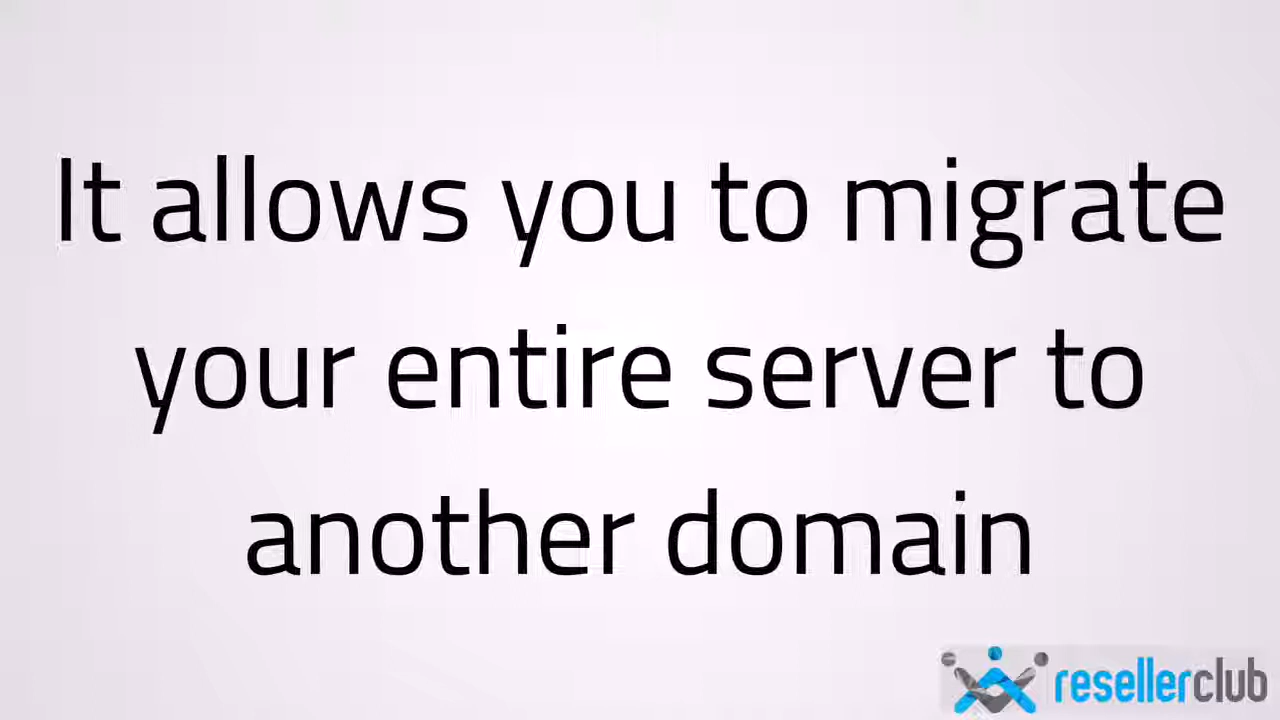 It allows you to migrate
your entire server to
another domain
resellerclub